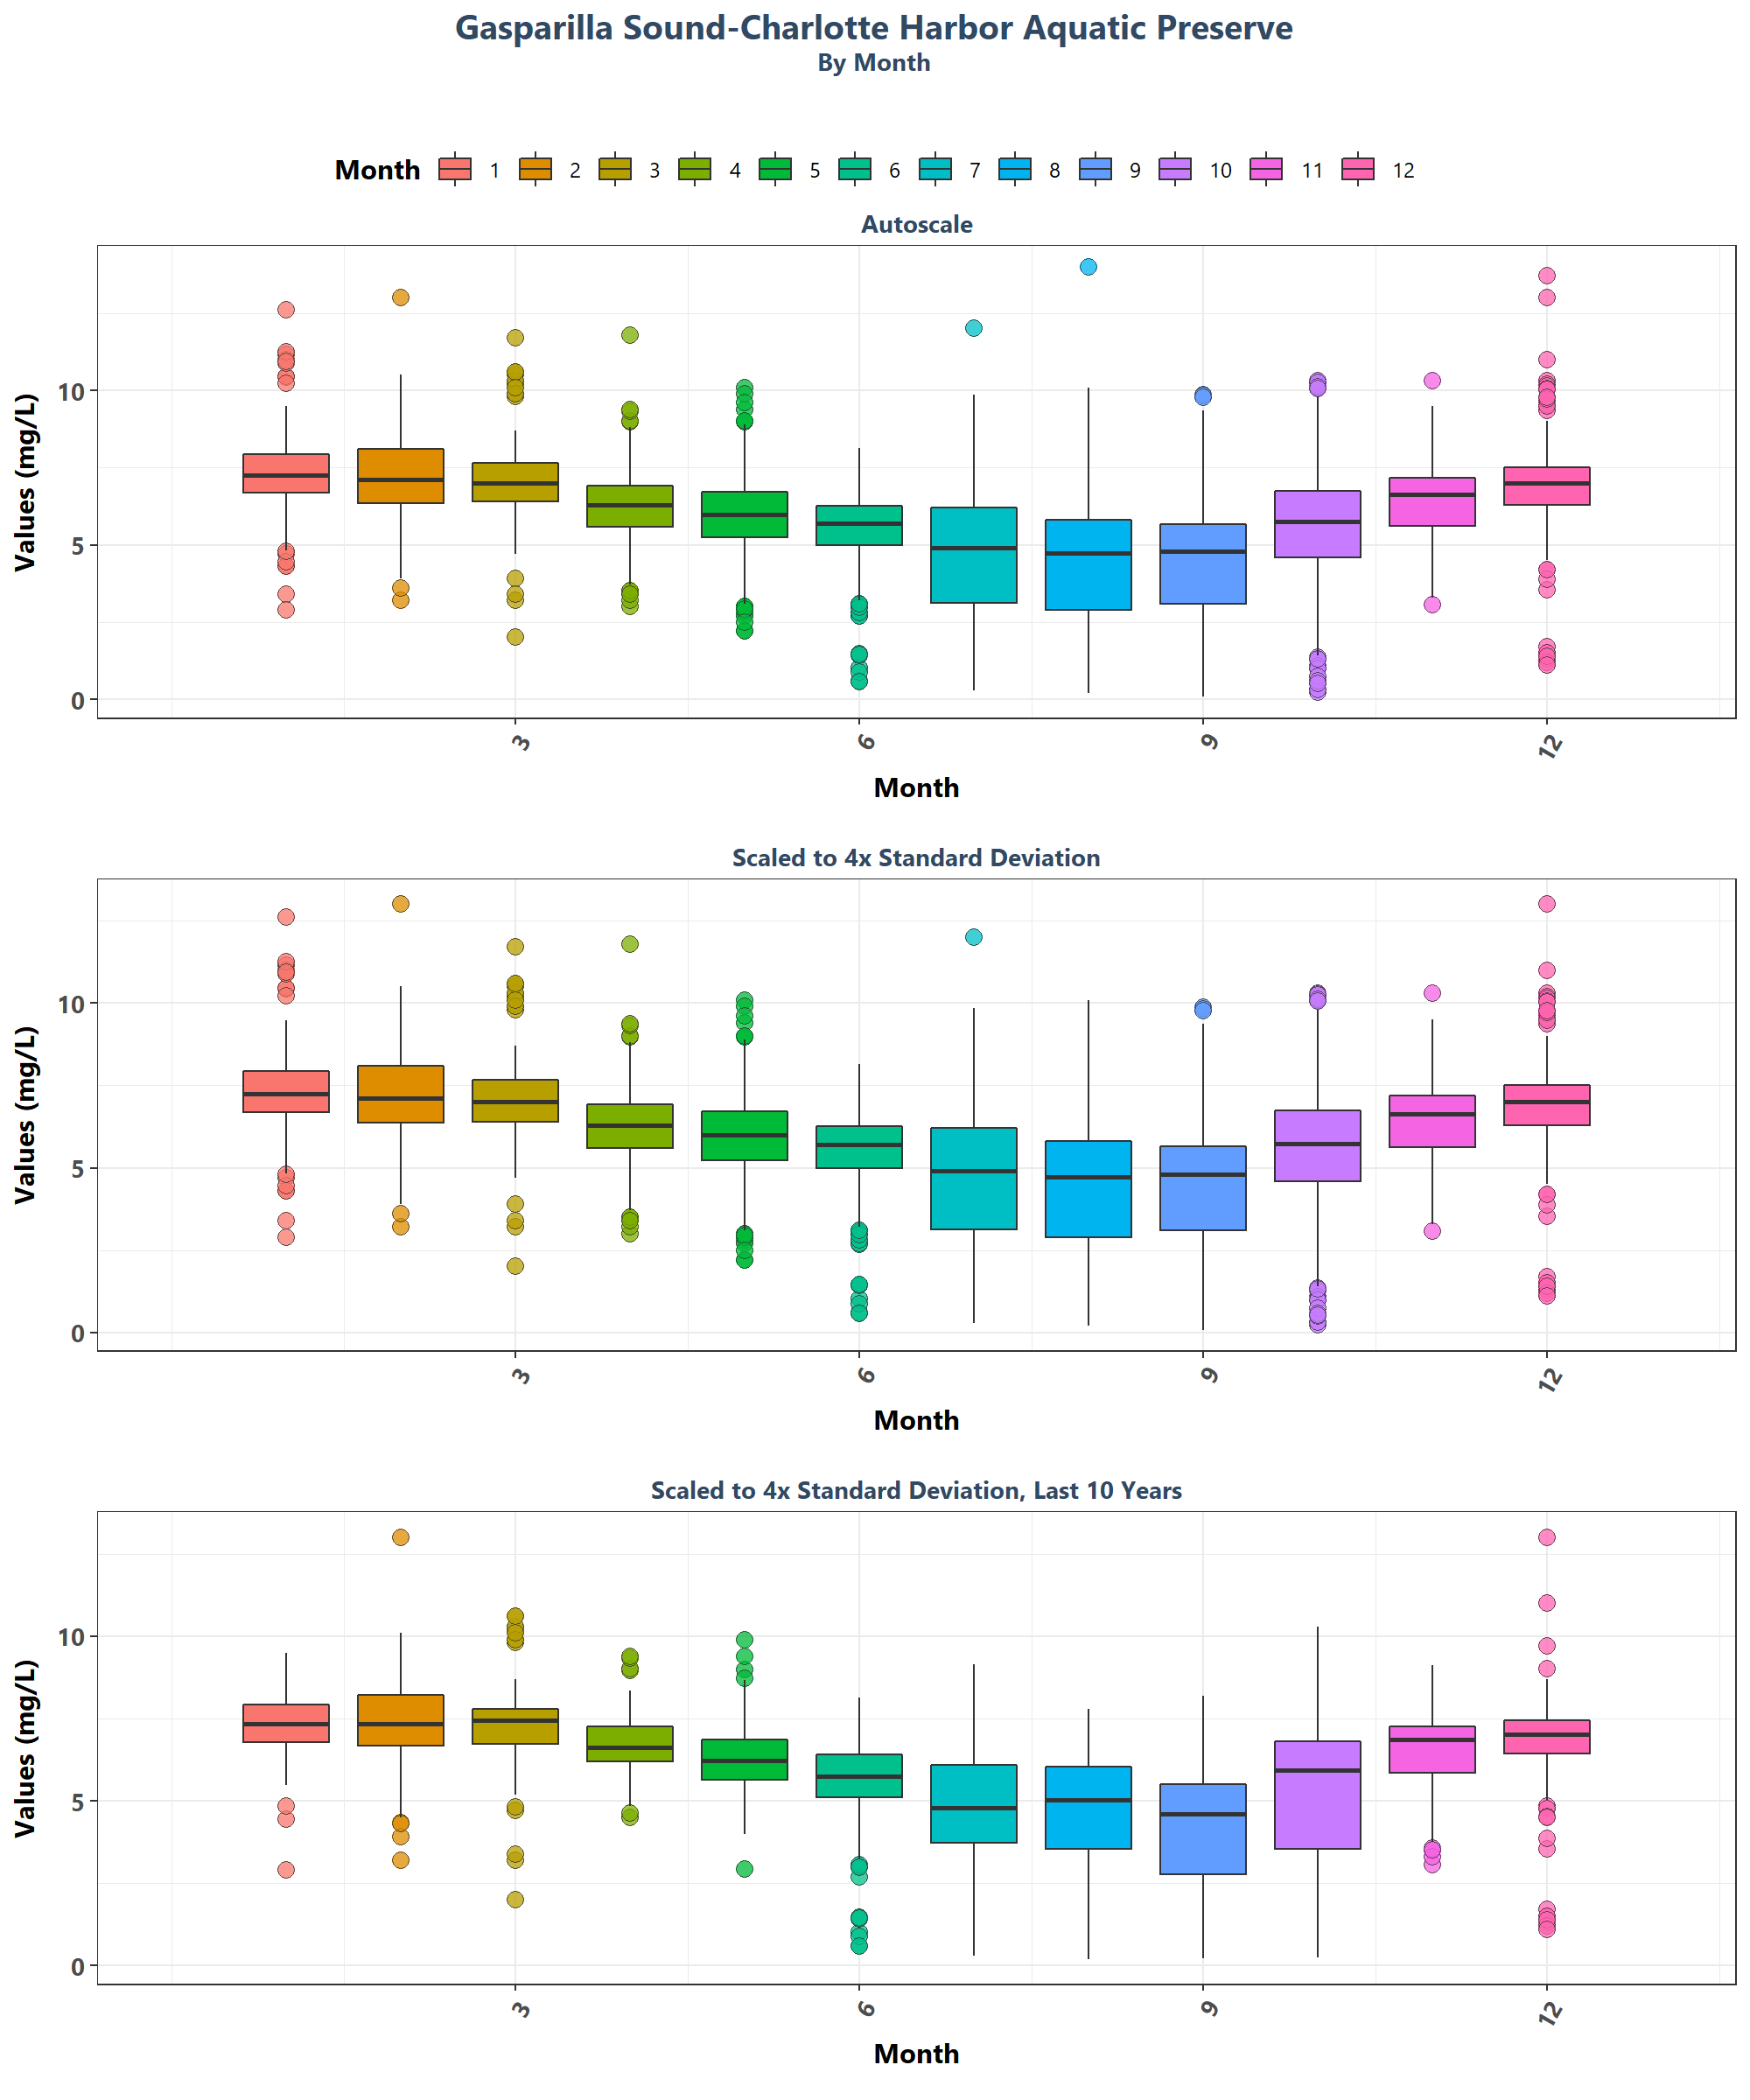 Gasparilla Sound-Charlotte Harbor Aquatic Preserve
By Month
Month 1 2 3 4 5 6 7 8 9 10 11 12
Autoscale
Values (mg/L)
10
5
0
3 6 9 12
Month
Scaled to 4x Standard Deviation
Values (mg/L)
10
5
0
3 6 9 12
Month
Scaled to 4x Standard Deviation, Last 10 Years
Values (mg/L)
10
5
0
3 6 9 12
Month